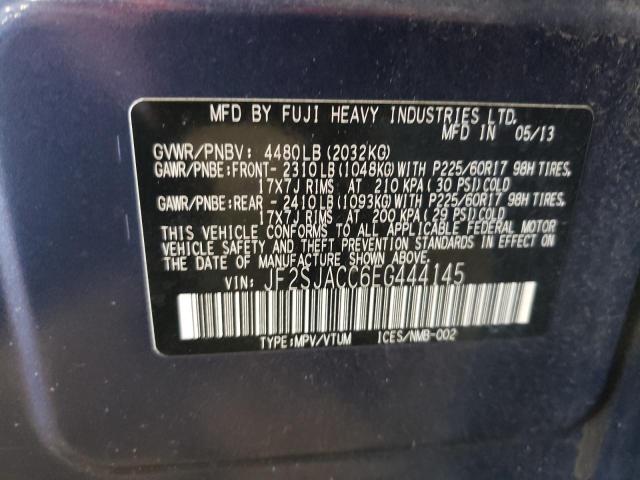 MFD BY FUJI HEAVY INDUSTRIES LTD.
MFD IN 05/13
GVWR/PNBV: 4480LB (2032KG)
GAWR/PNBE:FRONT- 2310LB (1048KG) WITH P225/60R17 98H TIRES,
17X7J RIMS AT 210 KPA (30 PSI) COLD
GAWR/PNBE:REAR - 2410LB (1093KG) WITH P225/60R17 98H TIRES,
17X7J RIMS AT 200 KPA (29 PSI) COLD
THIS VEHICLE CONFORMS TO ALL APPLICABLE FEDERAL MOTOR
VEHICLE SAFETY AND THEFT PREVENTION STANDARDS IN EFFECT
ON THE DATE OF MANUFACTURE SHOWN ABOVE.
VIN: JF2SJACC6EG444145
TYPE:MPV/VTUM ICES/NMB-002